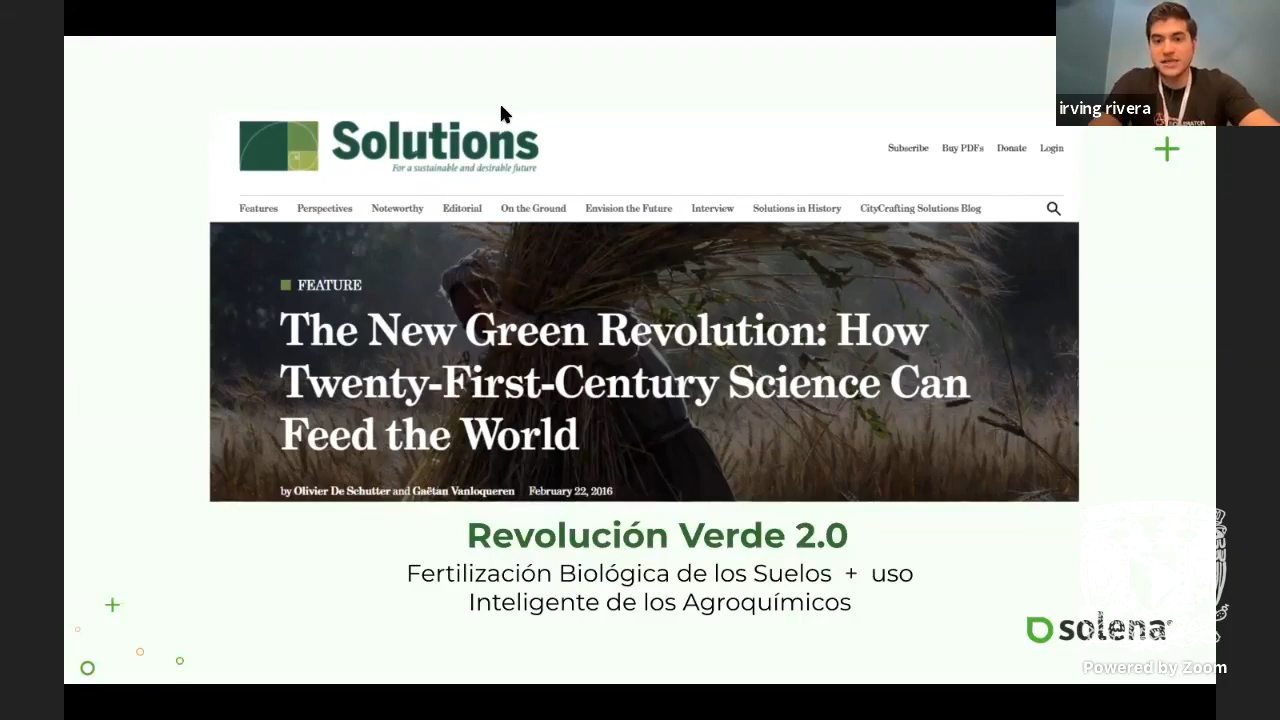 irving rivera
Solutions
For a sustainable and desirable future
Subscribe Buy PDFs Donate Login
Features Perspectives Noteworthy Editorial On the Ground Envision the Future Interview Solutions in History CityCrafting Solutions Blog
FEATURE
The New Green Revolution: How
Twenty-First-Century Science Can
Feed the World
by Olivier De Schutter and Gaëtan Vanloqueren February 22, 2016
Revolución Verde 2.0
Fertilización Biológica de los Suelos + uso
Inteligente de los Agroquímicos
solena
Powered by Zoom